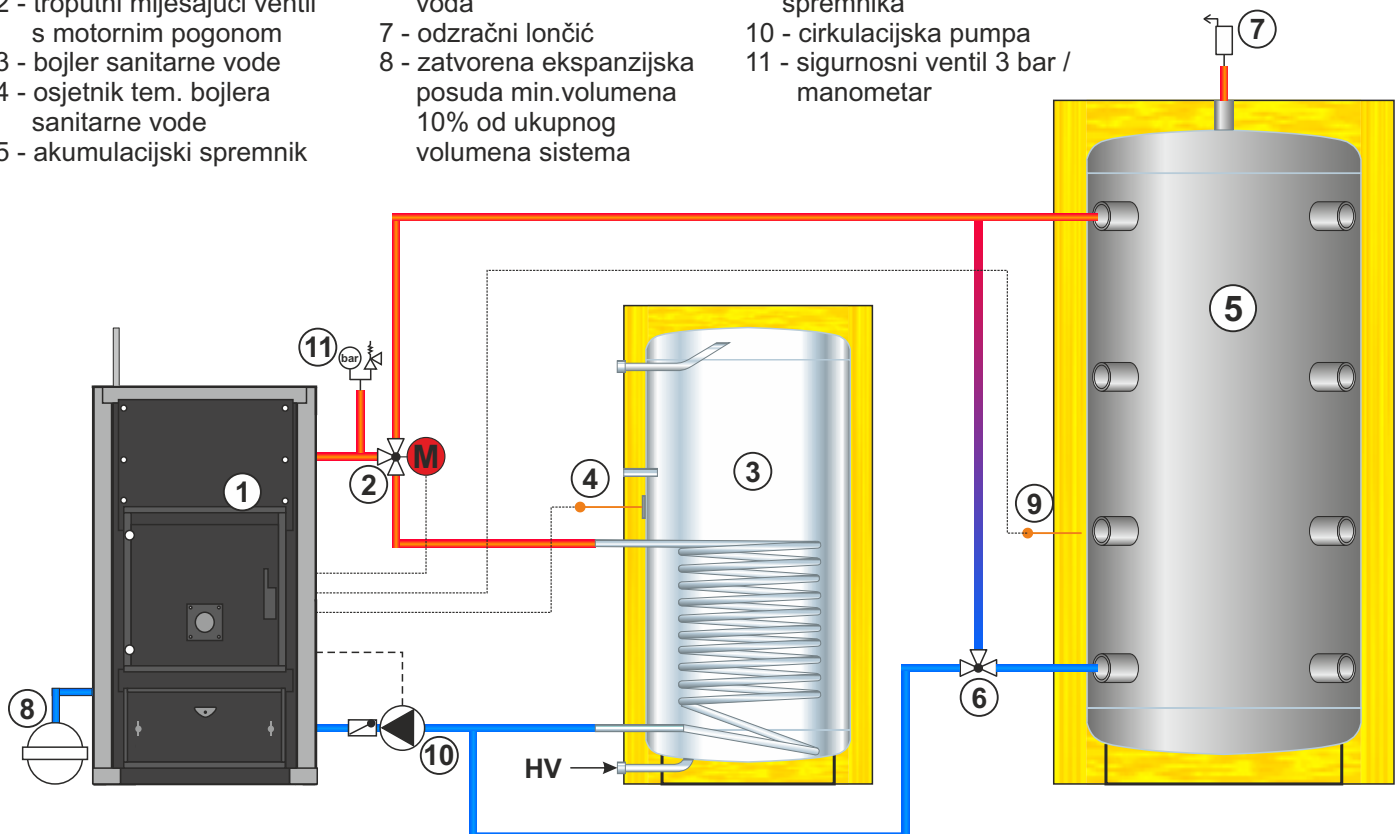 2 - troputni miješajući ventil
s motornim pogonom
3 - bojler sanitarne vode
4 - osjetnik tem. bojlera
sanitarne vode
5 - akumulacijski spremnik
voda
7 - odzračni lončić
8 - zatvorena ekspanzijska
posuda min.volumena
10% od ukupnog
volumena sistema
spremnika
10 - cirkulacijska pumpa
11 - sigurnosni ventil 3 bar /
manometar
7
5
11
bar
M
1
2
4
3
9
6
8
10
HV